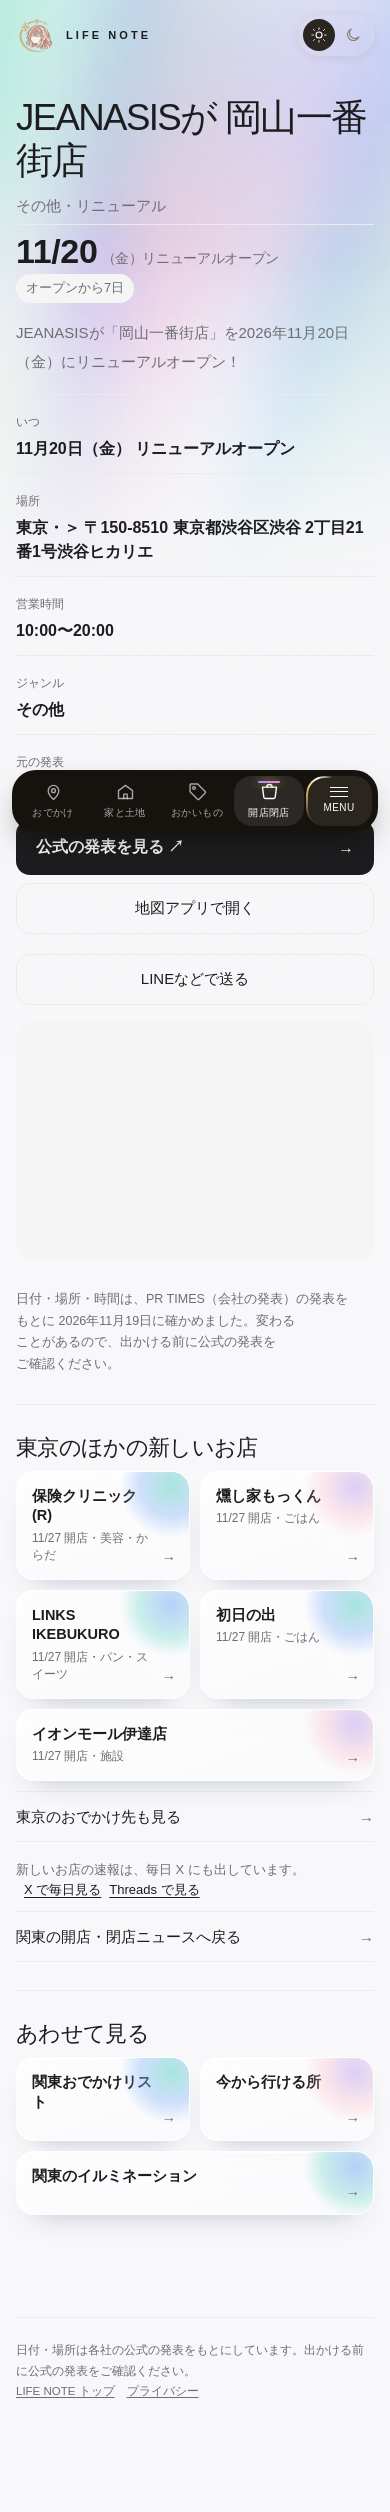 LIFE NOTE
JEANASISが 岡山一番
街店
その他・リニューアル
11/20 （金）リニューアルオープン
オープンから7日
JEANASISが「岡山一番街店」を2026年11月20日
（金）にリニューアルオープン！
いつ
11月20日（金） リニューアルオープン
場所
東京・＞ 〒150-8510 東京都渋谷区渋谷 2丁目21
番1号渋谷ヒカリエ
営業時間
10:00〜20:00
ジャンル
その他
元の発表
おでかけ 家と土地 おかいもの 開店閉店 MENU
公式の発表を見る ↗ →
地図アプリで開く
LINEなどで送る
日付・場所・時間は、PR TIMES（会社の発表）の発表を
もとに 2026年11月19日に確かめました。変わる
ことがあるので、出かける前に公式の発表を
ご確認ください。
東京のほかの新しいお店
保険クリニック
(R)
11/27 開店・美容・か
らだ →
燻し家もっくん
11/27 開店・ごはん
→
LINKS
IKEBUKURO
11/27 開店・パン・ス
イーツ →
初日の出
11/27 開店・ごはん
→
イオンモール伊達店
11/27 開店・施設 →
東京のおでかけ先も見る →
新しいお店の速報は、毎日 X にも出しています。
X で毎日見る Threads で見る
関東の開店・閉店ニュースへ戻る →
あわせて見る
関東おでかけリス
ト →
今から行ける所
→
関東のイルミネーション
→
日付・場所は各社の公式の発表をもとにしています。出かける前
に公式の発表をご確認ください。
LIFE NOTE トップ プライバシー